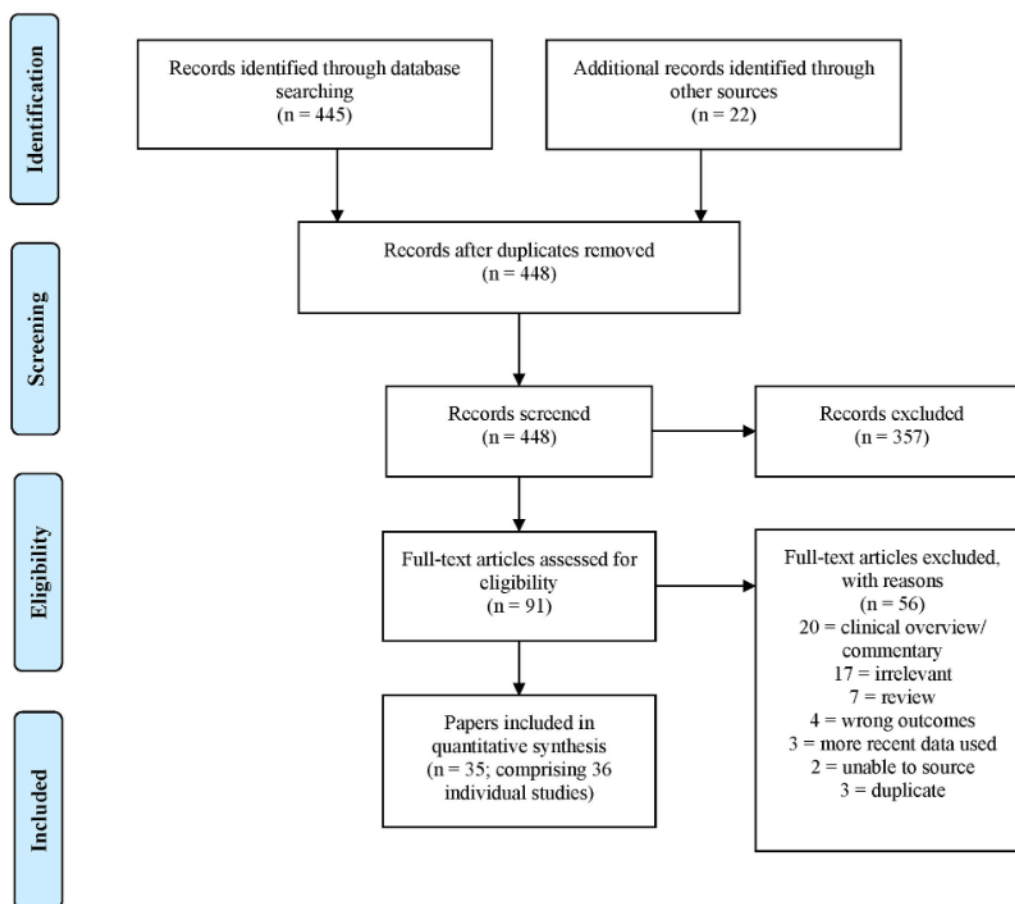 Identification
Records identified through database
searching
(n = 445)
Additional records identified through
other sources
(n = 22)
Screening
Records after duplicates removed
(n = 448)
Records screened
(n = 448)
Records excluded
(n = 357)
Eligibility
Full-text articles assessed for
eligibility
(n = 91)
Full-text articles excluded,
with reasons
(n = 56)
20 = clinical overview/
commentary
17 = irrelevant
7 = review
4 = wrong outcomes
3 = more recent data used
2 = unable to source
3 = duplicate
Included
Papers included in
quantitative synthesis
(n = 35; comprising 36
individual studies)